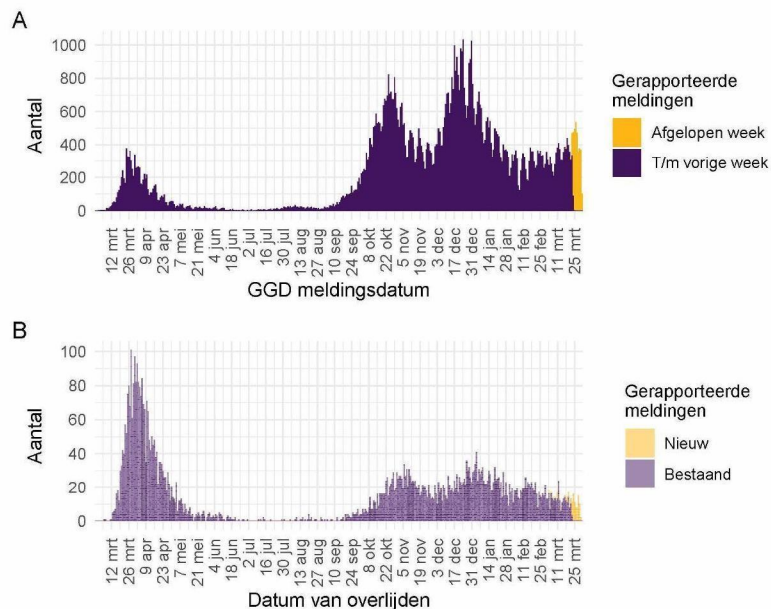 A
Aantal
1000
800
600
400
200
0
12 mrt
26 mrt
9 apr
23 apr
7 mei
21 mei
4 jun
18 jun
2 jul
16 jul
30 jul
13 aug
27 aug
10 sep
24 sep
8 okt
22 okt
5 nov
19 nov
3 dec
17 dec
31 dec
14 jan
28 jan
11 feb
25 feb
11 mrt
25 mrt
GGD meldingsdatum
Gerapporteerde
meldingen
Afgelopen week
T/m vorige week
B
Aantal
100
80
60
40
20
0
12 mrt
26 mrt
9 apr
23 apr
7 mei
21 mei
4 jun
18 jun
2 jul
16 jul
30 jul
13 aug
27 aug
10 sep
24 sep
8 okt
22 okt
5 nov
19 nov
3 dec
17 dec
31 dec
14 jan
28 jan
11 feb
25 feb
11 mrt
25 mrt
Datum van overlijden
Gerapporteerde
meldingen
Nieuw
Bestaand